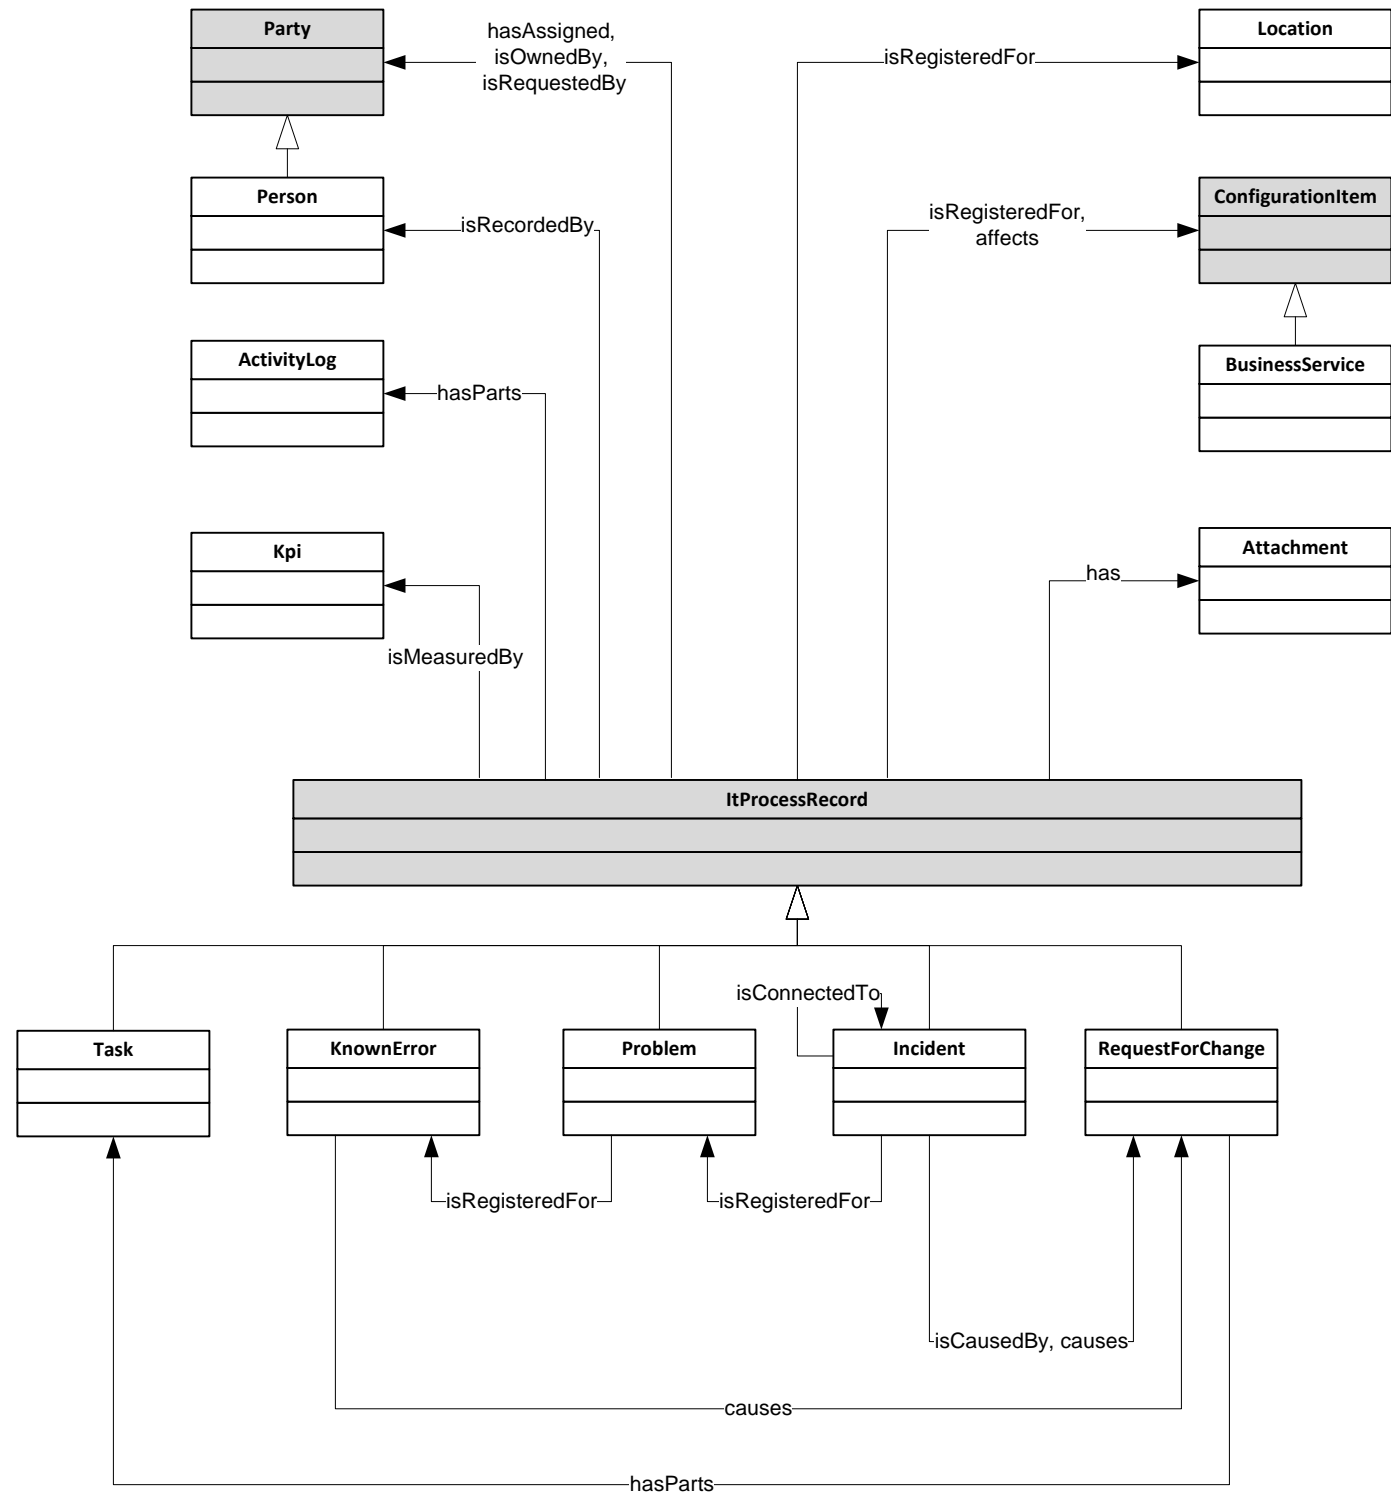 Party
hasAssigned,
isOwnedBy,
isRequestedBy
isRegisteredFor
Location
Person
isRecordedBy
isRegisteredFor,
affects
ConfigurationItem
ActivityLog
hasParts
BusinessService
Kpi
isMeasuredBy
has
Attachment
ItProcessRecord
isConnectedTo
Task
KnownError
Problem
Incident
RequestForChange
isRegisteredFor
isRegisteredFor
isCausedBy, causes
causes
hasParts